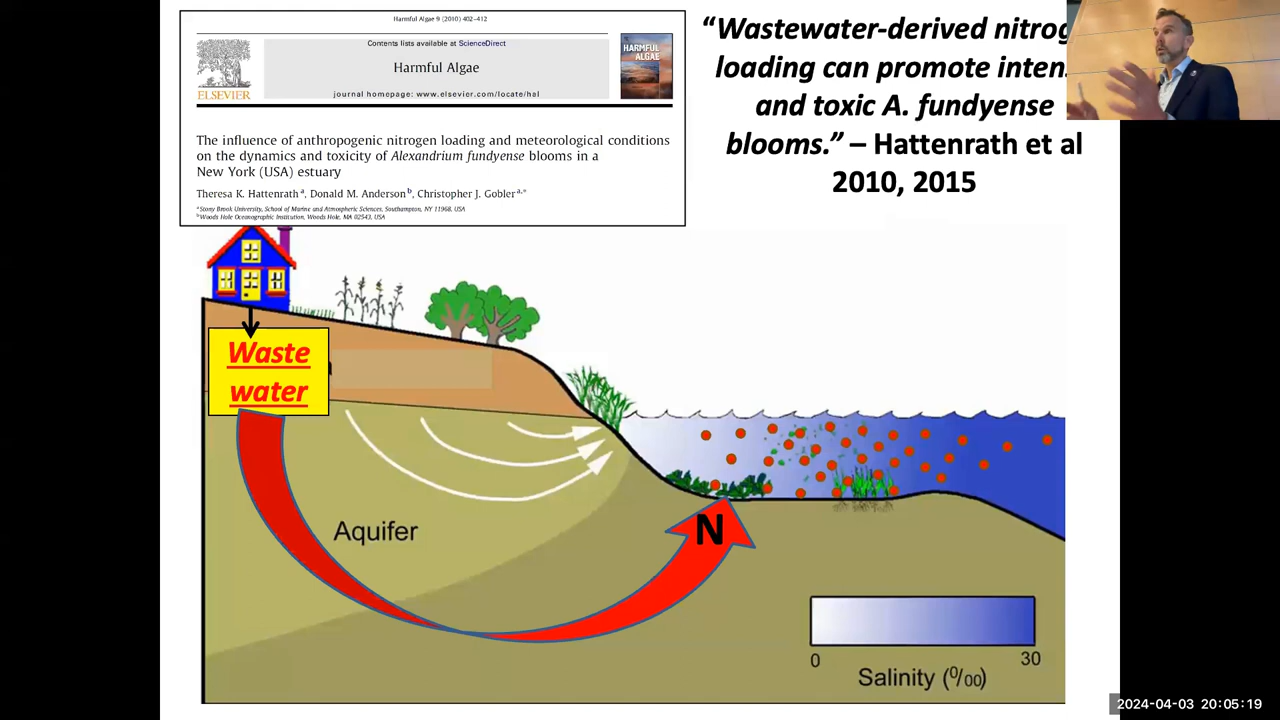 Harmful Algae 9 (2010) 402–412
Contents lists available at ScienceDirect
Harmful Algae
journal homepage: www.elsevier.com/locate/hal
ELSEVIER
HARMFUL
ALGAE
The influence of anthropogenic nitrogen loading and meteorological conditions
on the dynamics and toxicity of Alexandrium fundyense blooms in a
New York (USA) estuary
Theresa K. Hattenrath a, Donald M. Anderson b, Christopher J. Gobler a,*
a Stony Brook University, School of Marine and Atmospheric Sciences, Southampton, NY 11968, USA
b Woods Hole Oceanographic Institution, Woods Hole, MA 02543, USA
“Wastewater-derived nitrog
loading can promote inten
and toxic A. fundyense
blooms.” – Hattenrath et al
2010, 2015
Waste
water
Aquifer
N
0
30
Salinity (⁰/₀₀)
2024-04-03 20:05:19